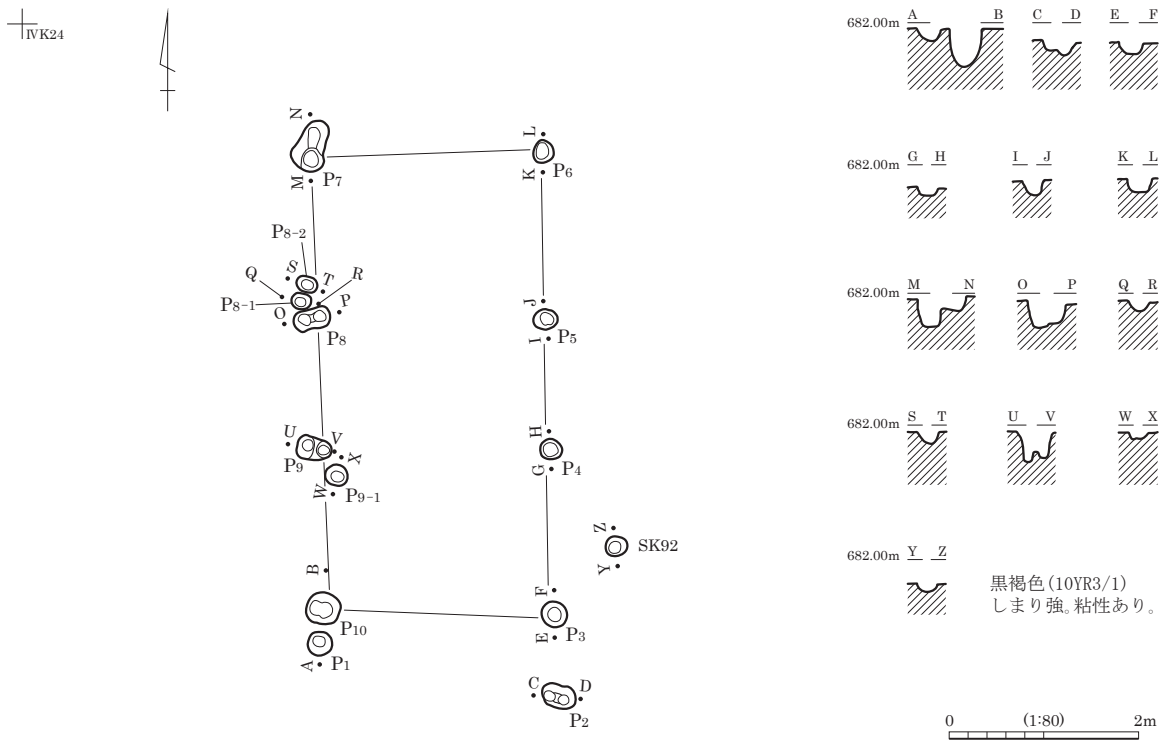 ⅣK24
N
L
M P7
K P6
P8-2
Q S T R
P8-1
O P
P8
J
I P5
U V
P9 X
W P9-1
H
G P4
Z
SK92
Y
B
F
P10
E P3
A P1
C D
P2
682.00m A B C D E F
682.00m G H I J K L
682.00m M N O P Q R
682.00m S T U V W X
682.00m Y Z
黒褐色(10YR3/1)
しまり強。粘性あり。
0 (1:80) 2m